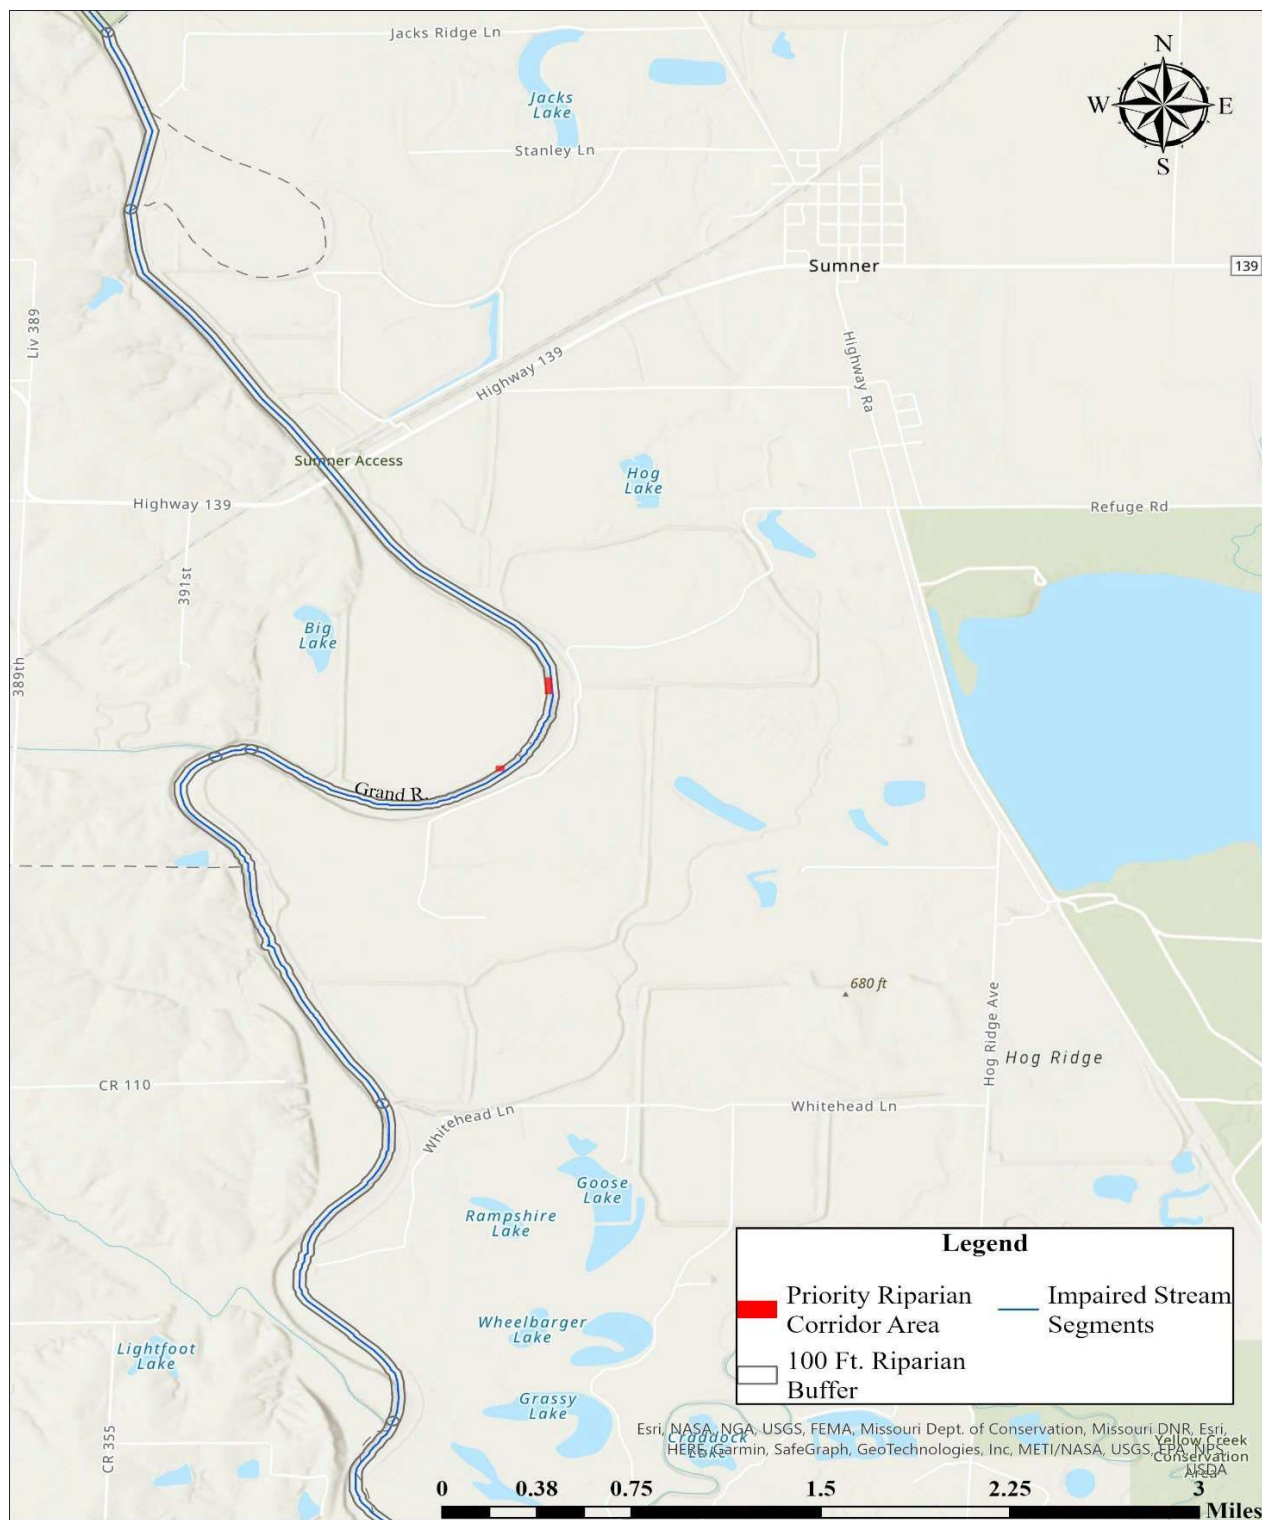 Jacks Ridge Ln
N
W
E
S
Jacks
Lake
Stanley Ln
Sumner
139
Liv 389
Highway 139
Highway Ra
Sumner Access
Hog
Lake
Highway 139
Refuge Rd
391st
Big
Lake
389th
Grand R.
680 ft
Hog Ridge Ave
Hog Ridge
CR 110
Whitehead Ln
Whitehead Ln
Goose
Lake
Rampshire
Lake
Legend
Priority Riparian
Corridor Area
Impaired Stream
Segments
100 Ft. Riparian
Buffer
Wheelbarger
Lake
Lightfoot
Lake
Grassy
Lake
CR 355
Craddock
Lake
Yellow Creek
Conservation
Area
Esri, NASA, NGA, USGS, FEMA, Missouri Dept. of Conservation, Missouri DNR, Esri,
HERE, Garmin, SafeGraph, GeoTechnologies, Inc, METI/NASA, USGS, EPA, NPS,
USDA
0 0.38 0.75 1.5 2.25 3
Miles